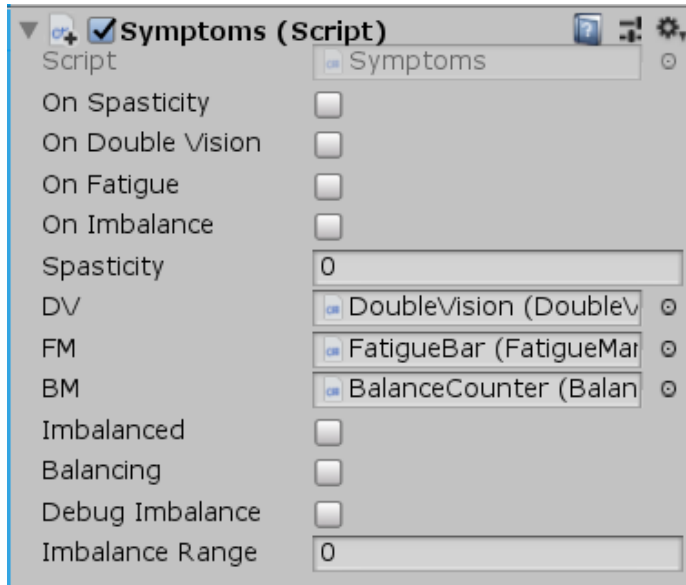 Symptoms (Script)
Script Symptoms
On Spasticity
On Double Vision
On Fatigue
On Imbalance
Spasticity 0
DV DoubleVision (DoubleV
FM FatigueBar (FatigueMar
BM BalanceCounter (Balan
Imbalanced
Balancing
Debug Imbalance
Imbalance Range 0